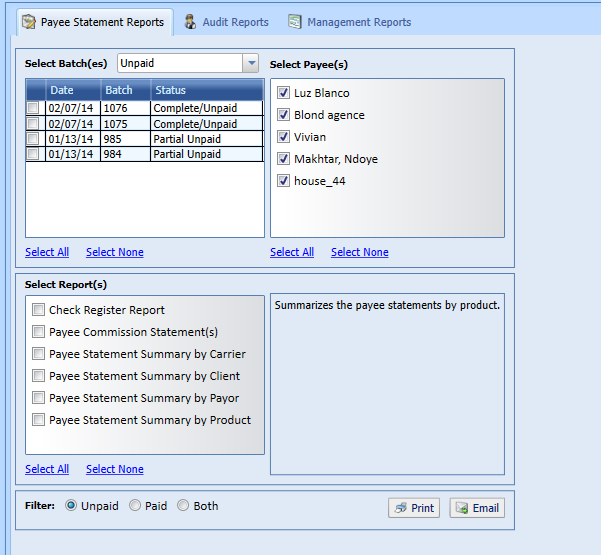 Payee Statement Reports Audit Reports Management Reports
Select Batch(es) Unpaid
Date Batch Status
02/07/14 1076 Complete/Unpaid
02/07/14 1075 Complete/Unpaid
01/13/14 985 Partial Unpaid
01/13/14 984 Partial Unpaid
Select All Select None
Select Payee(s)
Luz Blanco
Blond agence
Vivian
Makhtar, Ndoye
house_44
Select All Select None
Select Report(s)
Check Register Report
Payee Commission Statement(s)
Payee Statement Summary by Carrier
Payee Statement Summary by Client
Payee Statement Summary by Payor
Payee Statement Summary by Product
Summarizes the payee statements by product.
Select All Select None
Filter: Unpaid Paid Both Print Email